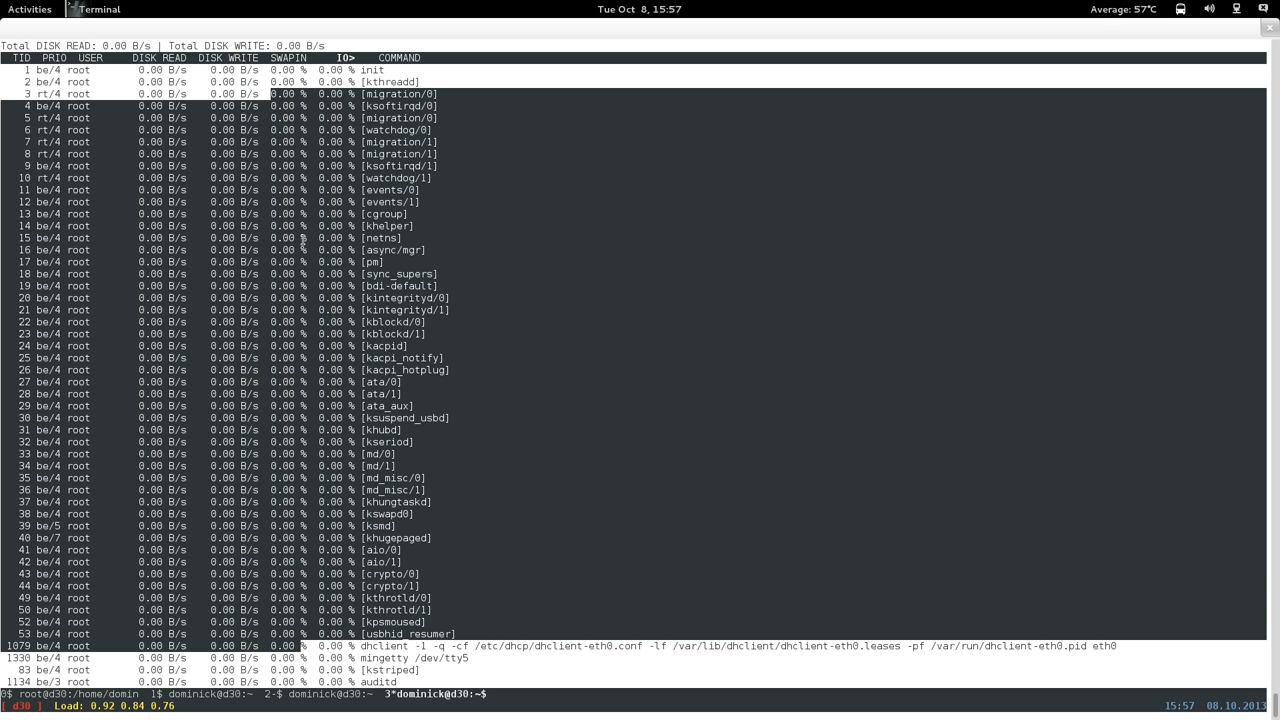 Activities Terminal Tue Oct 8, 15:57 Average: 57°C
Total DISK READ: 0.00 B/s | Total DISK WRITE: 0.00 B/s
TID PRIO USER DISK READ DISK WRITE SWAPIN IO> COMMAND
1 be/4 root 0.00 B/s 0.00 B/s 0.00 % 0.00 % init
2 be/4 root 0.00 B/s 0.00 B/s 0.00 % 0.00 % [kthreadd]
3 rt/4 root 0.00 B/s 0.00 B/s 0.00 % 0.00 % [migration/0]
4 be/4 root 0.00 B/s 0.00 B/s 0.00 % 0.00 % [ksoftirqd/0]
5 rt/4 root 0.00 B/s 0.00 B/s 0.00 % 0.00 % [migration/0]
6 rt/4 root 0.00 B/s 0.00 B/s 0.00 % 0.00 % [watchdog/0]
7 rt/4 root 0.00 B/s 0.00 B/s 0.00 % 0.00 % [migration/1]
8 rt/4 root 0.00 B/s 0.00 B/s 0.00 % 0.00 % [migration/1]
9 be/4 root 0.00 B/s 0.00 B/s 0.00 % 0.00 % [ksoftirqd/1]
10 rt/4 root 0.00 B/s 0.00 B/s 0.00 % 0.00 % [watchdog/1]
11 be/4 root 0.00 B/s 0.00 B/s 0.00 % 0.00 % [events/0]
12 be/4 root 0.00 B/s 0.00 B/s 0.00 % 0.00 % [events/1]
13 be/4 root 0.00 B/s 0.00 B/s 0.00 % 0.00 % [cgroup]
14 be/4 root 0.00 B/s 0.00 B/s 0.00 % 0.00 % [khelper]
15 be/4 root 0.00 B/s 0.00 B/s 0.00 % 0.00 % [netns]
16 be/4 root 0.00 B/s 0.00 B/s 0.00 % 0.00 % [async/mgr]
17 be/4 root 0.00 B/s 0.00 B/s 0.00 % 0.00 % [pm]
18 be/4 root 0.00 B/s 0.00 B/s 0.00 % 0.00 % [sync_supers]
19 be/4 root 0.00 B/s 0.00 B/s 0.00 % 0.00 % [bdi-default]
20 be/4 root 0.00 B/s 0.00 B/s 0.00 % 0.00 % [kintegrityd/0]
21 be/4 root 0.00 B/s 0.00 B/s 0.00 % 0.00 % [kintegrityd/1]
22 be/4 root 0.00 B/s 0.00 B/s 0.00 % 0.00 % [kblockd/0]
23 be/4 root 0.00 B/s 0.00 B/s 0.00 % 0.00 % [kblockd/1]
24 be/4 root 0.00 B/s 0.00 B/s 0.00 % 0.00 % [kacpid]
25 be/4 root 0.00 B/s 0.00 B/s 0.00 % 0.00 % [kacpi_notify]
26 be/4 root 0.00 B/s 0.00 B/s 0.00 % 0.00 % [kacpi_hotplug]
27 be/4 root 0.00 B/s 0.00 B/s 0.00 % 0.00 % [ata/0]
28 be/4 root 0.00 B/s 0.00 B/s 0.00 % 0.00 % [ata/1]
29 be/4 root 0.00 B/s 0.00 B/s 0.00 % 0.00 % [ata_aux]
30 be/4 root 0.00 B/s 0.00 B/s 0.00 % 0.00 % [ksuspend_usbd]
31 be/4 root 0.00 B/s 0.00 B/s 0.00 % 0.00 % [khubd]
32 be/4 root 0.00 B/s 0.00 B/s 0.00 % 0.00 % [kseriod]
33 be/4 root 0.00 B/s 0.00 B/s 0.00 % 0.00 % [md/0]
34 be/4 root 0.00 B/s 0.00 B/s 0.00 % 0.00 % [md/1]
35 be/4 root 0.00 B/s 0.00 B/s 0.00 % 0.00 % [md_misc/0]
36 be/4 root 0.00 B/s 0.00 B/s 0.00 % 0.00 % [md_misc/1]
37 be/4 root 0.00 B/s 0.00 B/s 0.00 % 0.00 % [khungtaskd]
38 be/4 root 0.00 B/s 0.00 B/s 0.00 % 0.00 % [kswapd0]
39 be/5 root 0.00 B/s 0.00 B/s 0.00 % 0.00 % [ksmd]
40 be/7 root 0.00 B/s 0.00 B/s 0.00 % 0.00 % [khugepaged]
41 be/4 root 0.00 B/s 0.00 B/s 0.00 % 0.00 % [aio/0]
42 be/4 root 0.00 B/s 0.00 B/s 0.00 % 0.00 % [aio/1]
43 be/4 root 0.00 B/s 0.00 B/s 0.00 % 0.00 % [crypto/0]
44 be/4 root 0.00 B/s 0.00 B/s 0.00 % 0.00 % [crypto/1]
49 be/4 root 0.00 B/s 0.00 B/s 0.00 % 0.00 % [kthrotld/0]
50 be/4 root 0.00 B/s 0.00 B/s 0.00 % 0.00 % [kthrotld/1]
52 be/4 root 0.00 B/s 0.00 B/s 0.00 % 0.00 % [kpsmoused]
53 be/4 root 0.00 B/s 0.00 B/s 0.00 % 0.00 % [usbhid_resumer]
1079 be/4 root 0.00 B/s 0.00 B/s 0.00 % 0.00 % dhclient -1 -q -cf /etc/dhcp/dhclient-eth0.conf -lf /var/lib/dhclient/dhclient-eth0.leases -pf /var/run/dhclient-eth0.pid eth0
1330 be/4 root 0.00 B/s 0.00 B/s 0.00 % 0.00 % mingetty /dev/tty5
83 be/4 root 0.00 B/s 0.00 B/s 0.00 % 0.00 % [kstriped]
1134 be/3 root 0.00 B/s 0.00 B/s 0.00 % 0.00 % auditd
0$ root@d30:/home/domin 1$ dominick@d30:~ 2-$ dominick@d30:~ 3*dominick@d30:~$
[ d30 ] Load: 0.92 0.84 0.76 15:57 08.10.2013